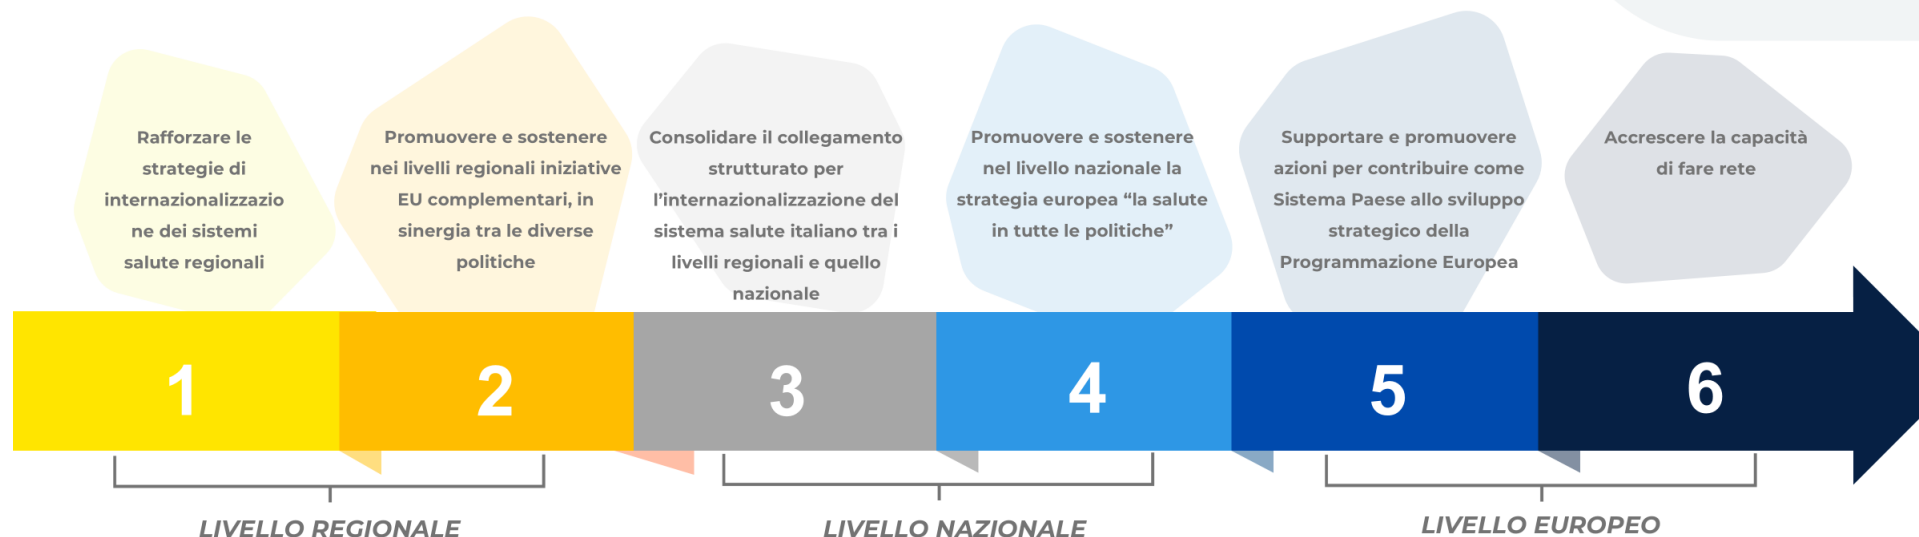 Rafforzare le
strategie di
internazionalizzazio
ne dei sistemi
salute regionali
Promuovere e sostenere
nei livelli regionali iniziative
EU complementari, in
sinergia tra le diverse
politiche
Consolidare il collegamento
strutturato per
l’internazionalizzazione del
sistema salute italiano tra i
livelli regionali e quello
nazionale
Promuovere e sostenere
nel livello nazionale la
strategia europea “la salute
in tutte le politiche”
Supportare e promuovere
azioni per contribuire come
Sistema Paese allo sviluppo
strategico della
Programmazione Europea
Accrescere la capacità
di fare rete
1
2
3
4
5
6
LIVELLO REGIONALE
LIVELLO NAZIONALE
LIVELLO EUROPEO